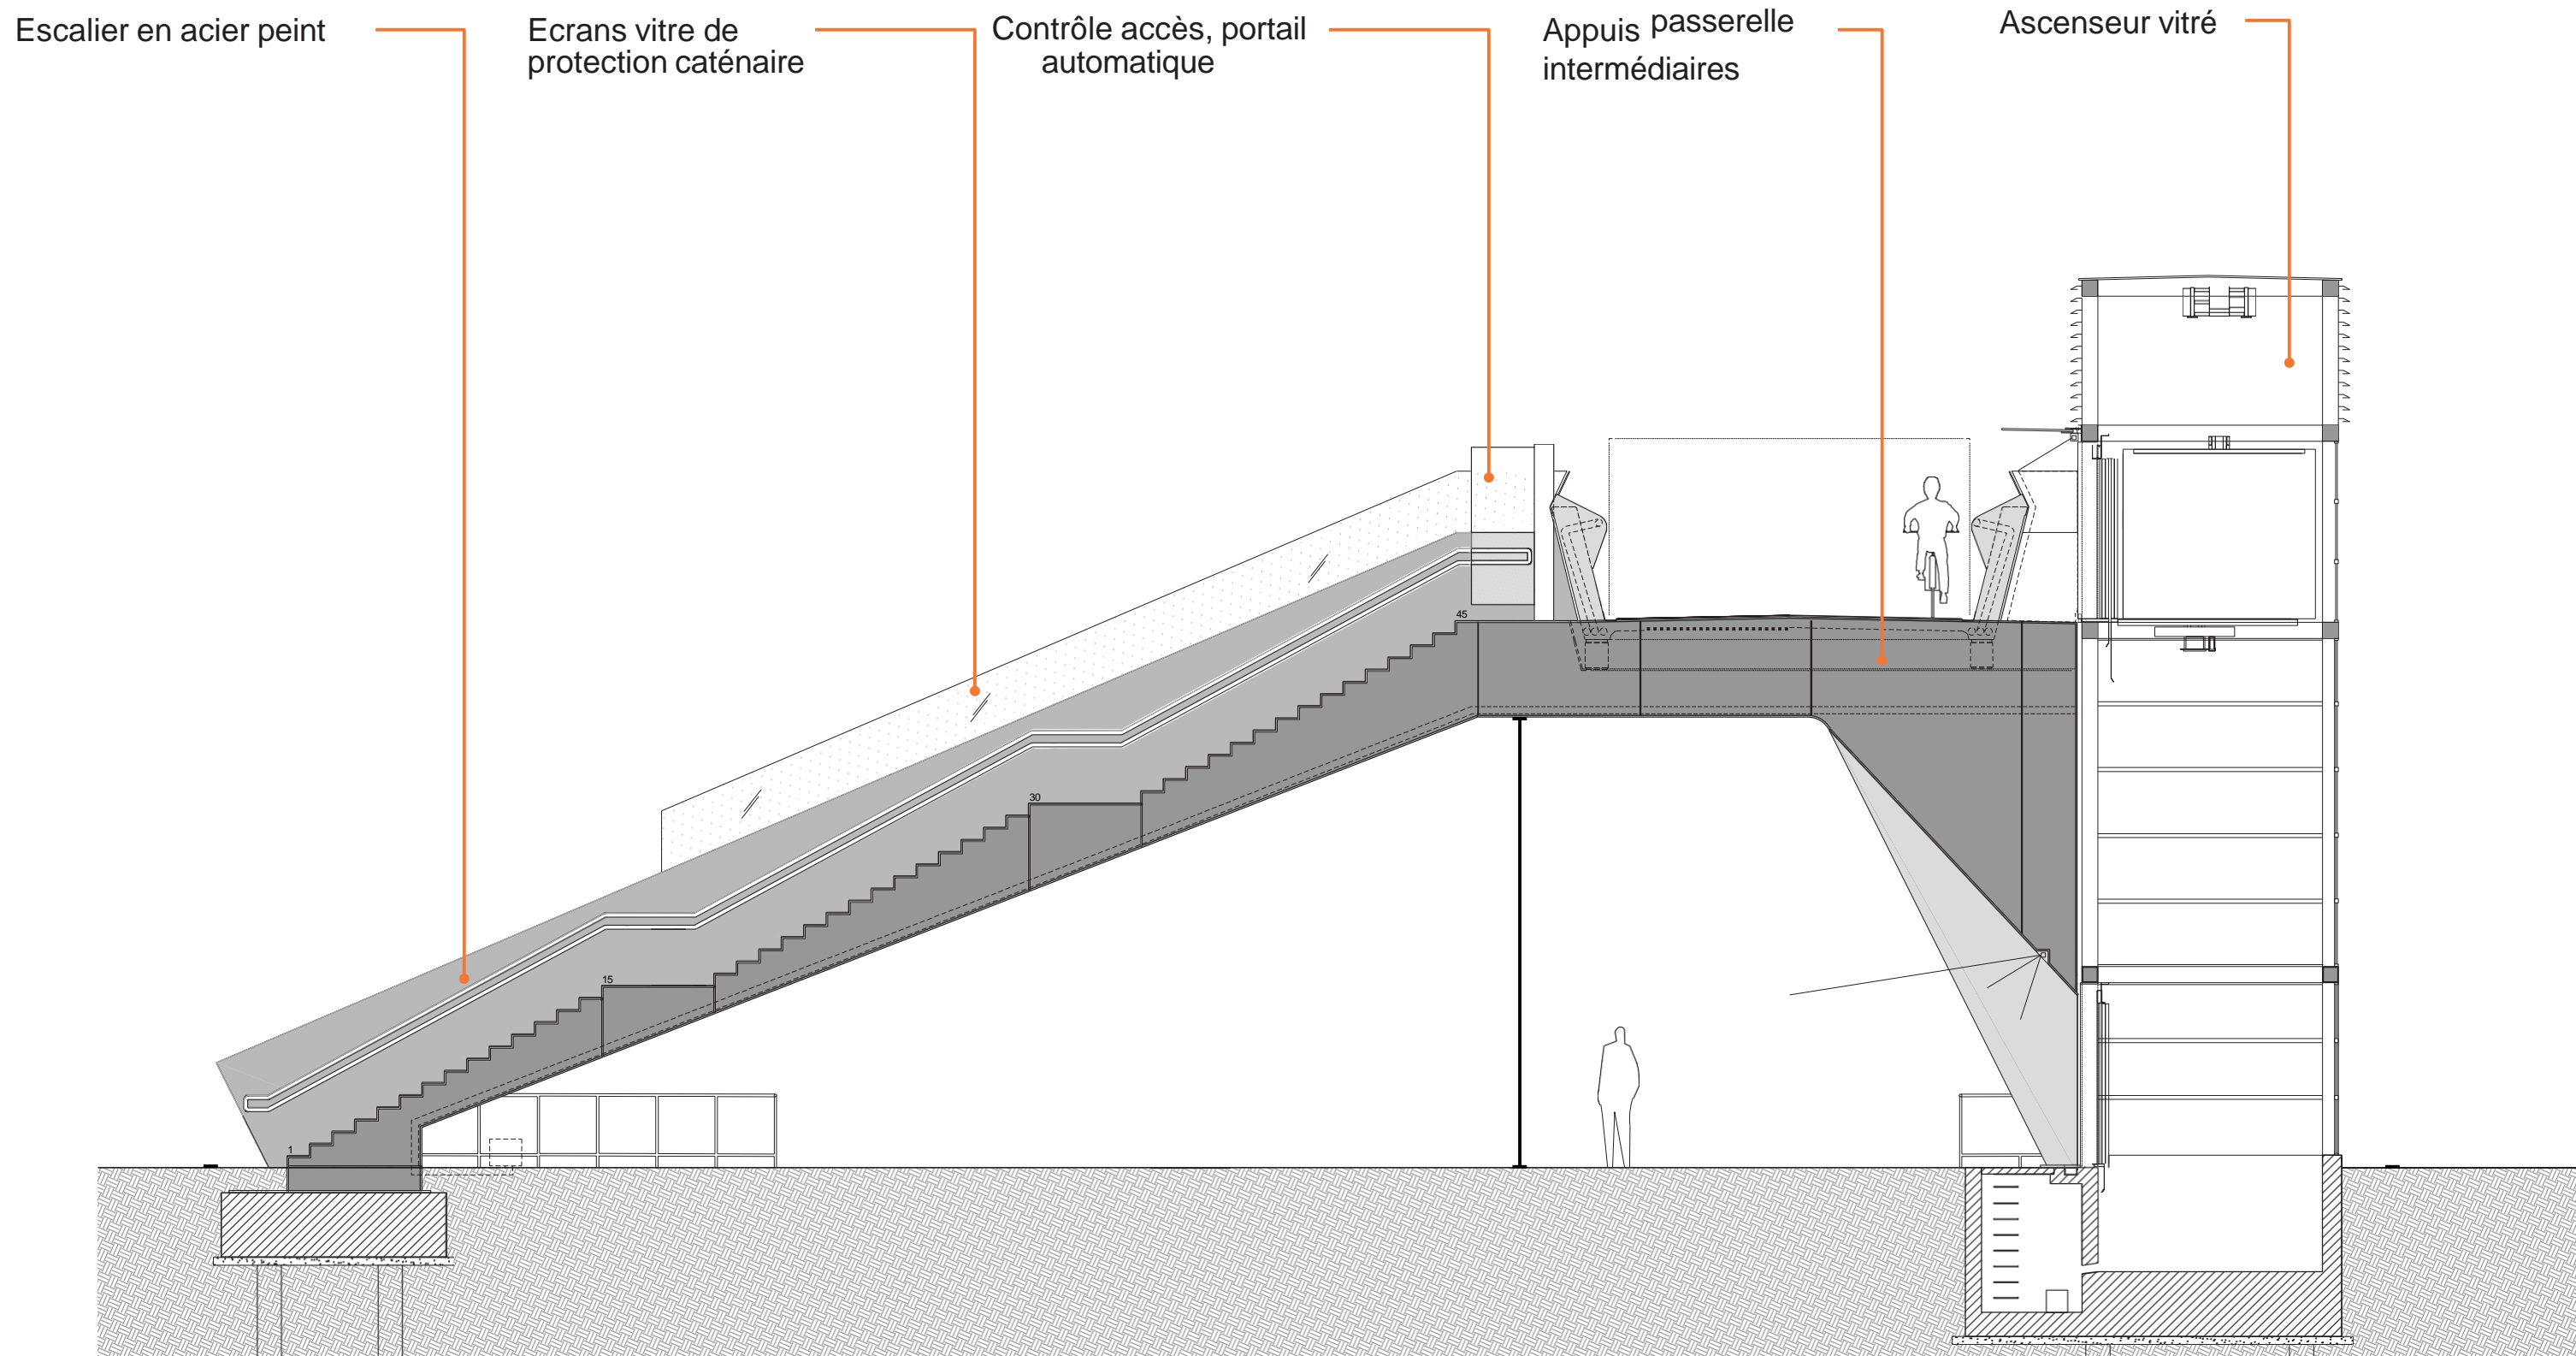 Escalier en acier peint
Ecrans vitre de
protection caténaire
Contrôle accès, portail
automatique
Appuis passerelle
intermédiaires
Ascenseur vitré
45
30
15
1